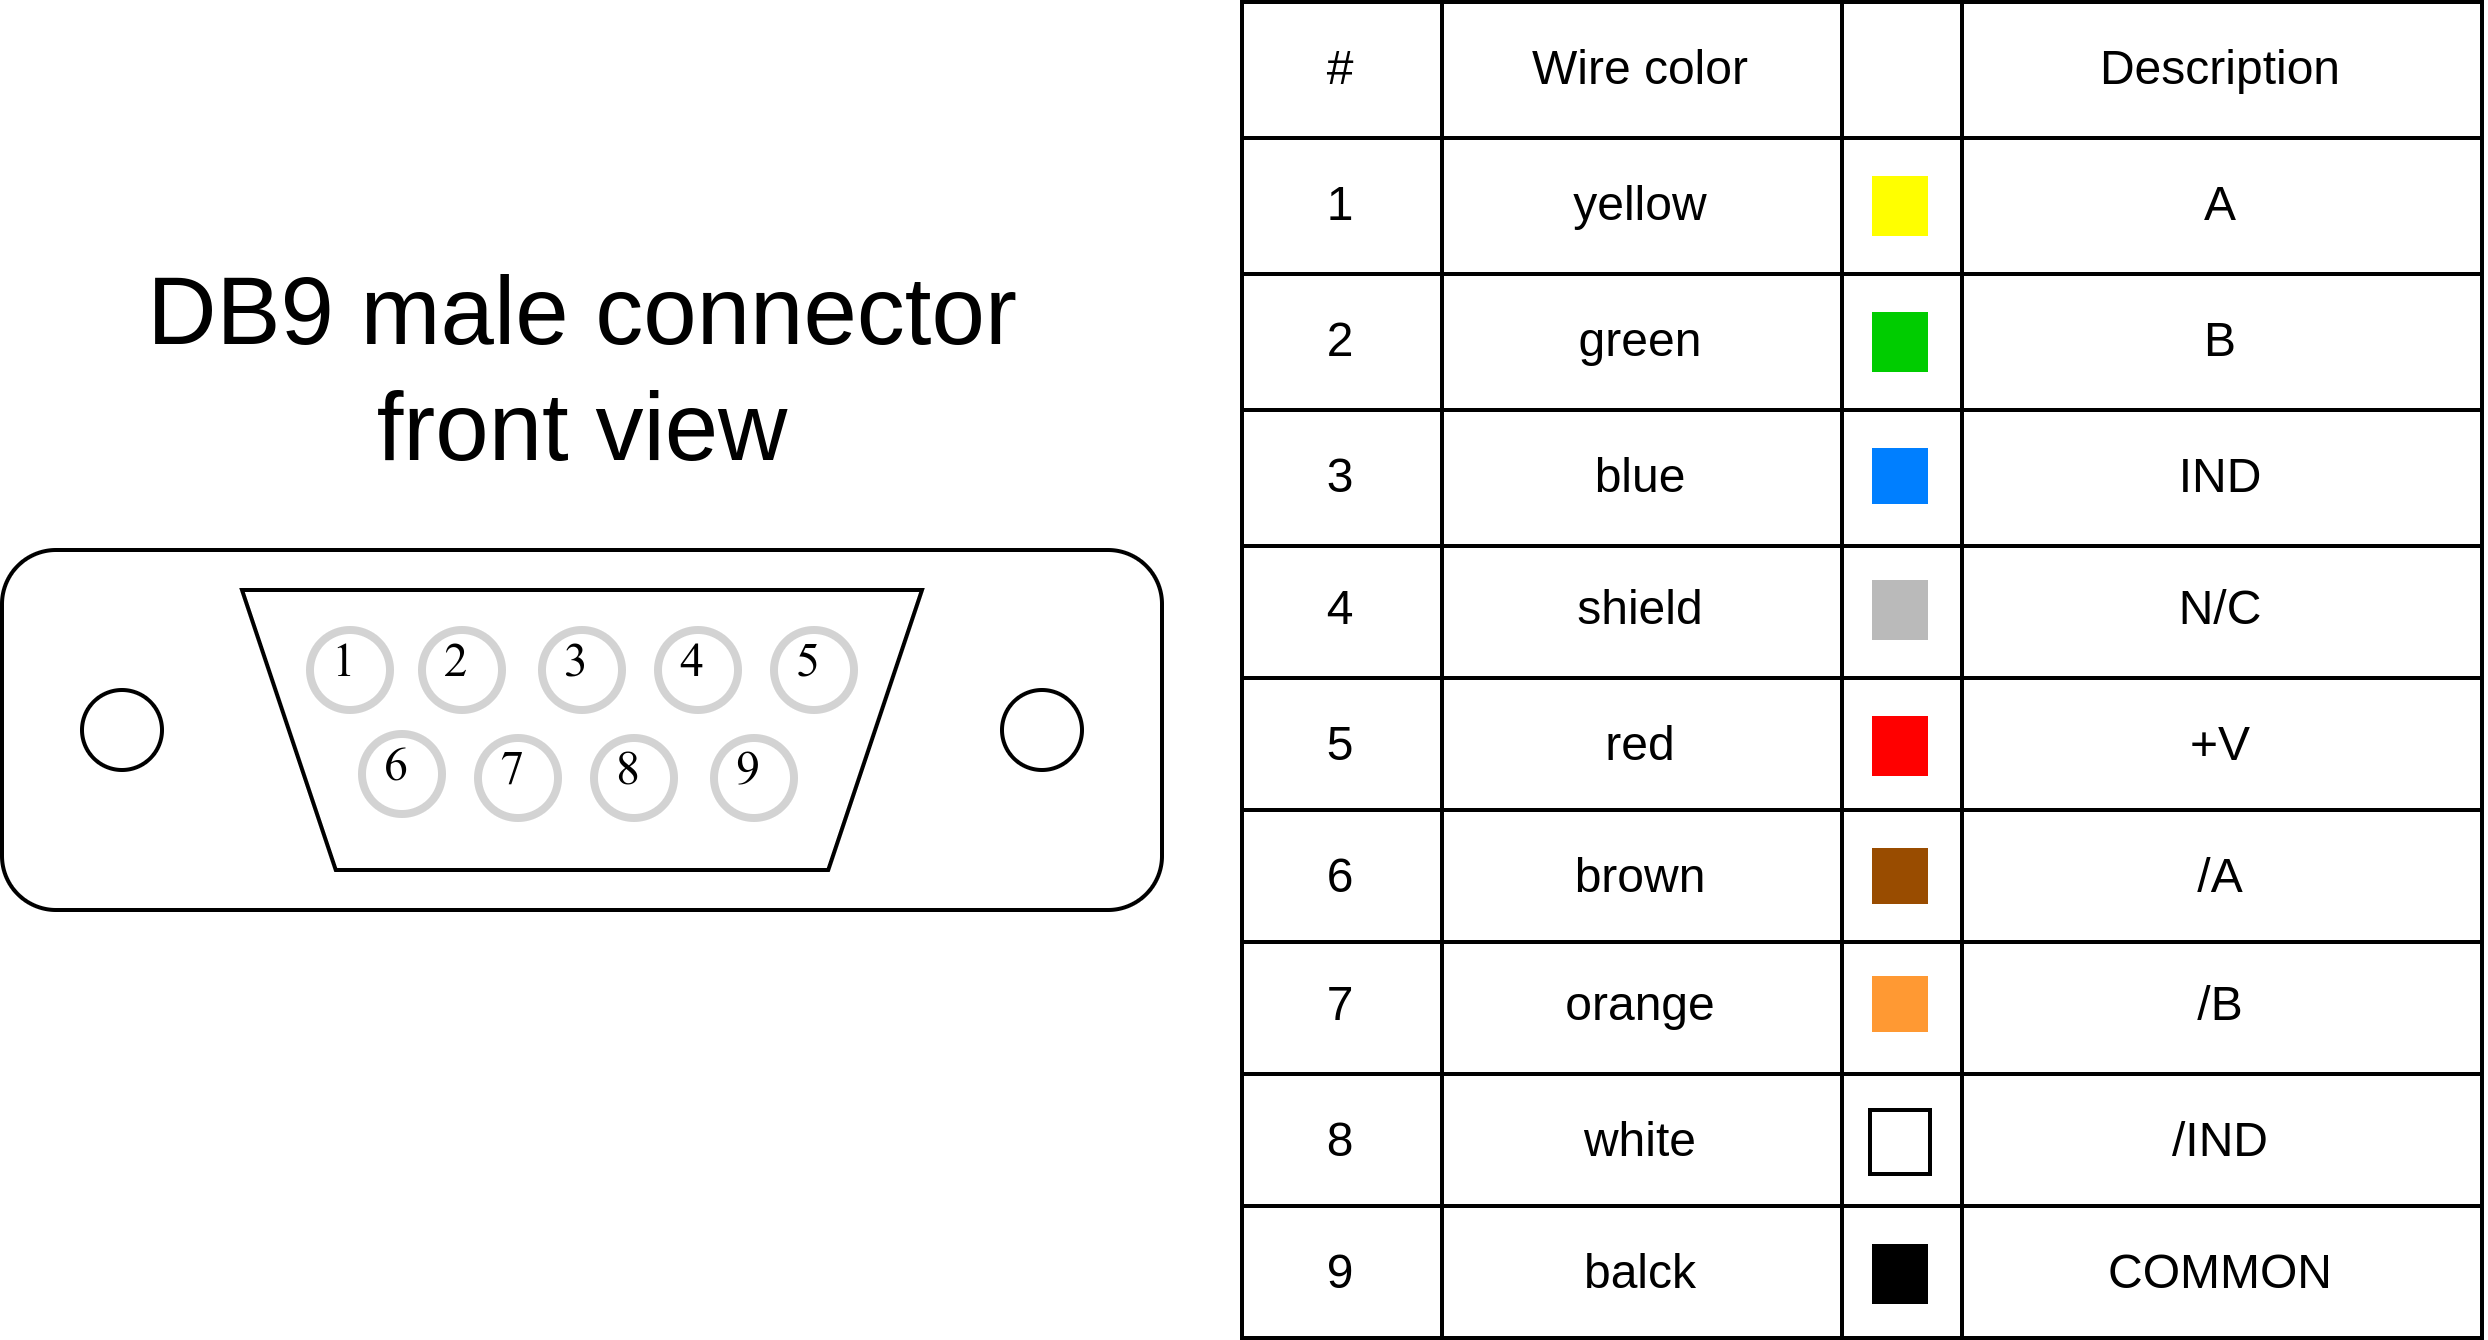 DB9 male connector
front view
1 2 3 4 5
6 7 8 9
# Wire color Description
1 yellow A
2 green B
3 blue IND
4 shield N/C
5 red +V
6 brown /A
7 orange /B
8 white /IND
9 balck COMMON